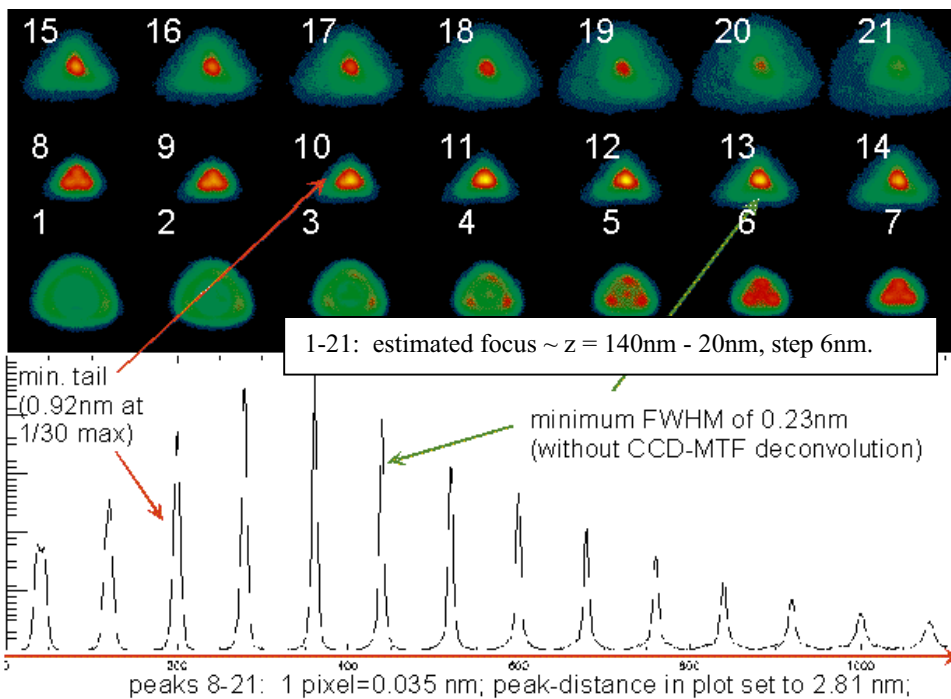 15 16 17 18 19 20 21
8 9 10 11 12 13 14
1 2 3 4 5 6 7
1-21: estimated focus ~ z = 140nm - 20nm, step 6nm.
min. tail
(0.92nm at
1/30 max)
minimum FWHM of 0.23nm
(without CCD-MTF deconvolution)
0 200 400 600 800 1000
peaks 8-21: 1 pixel=0.035 nm; peak-distance in plot set to 2.81 nm;